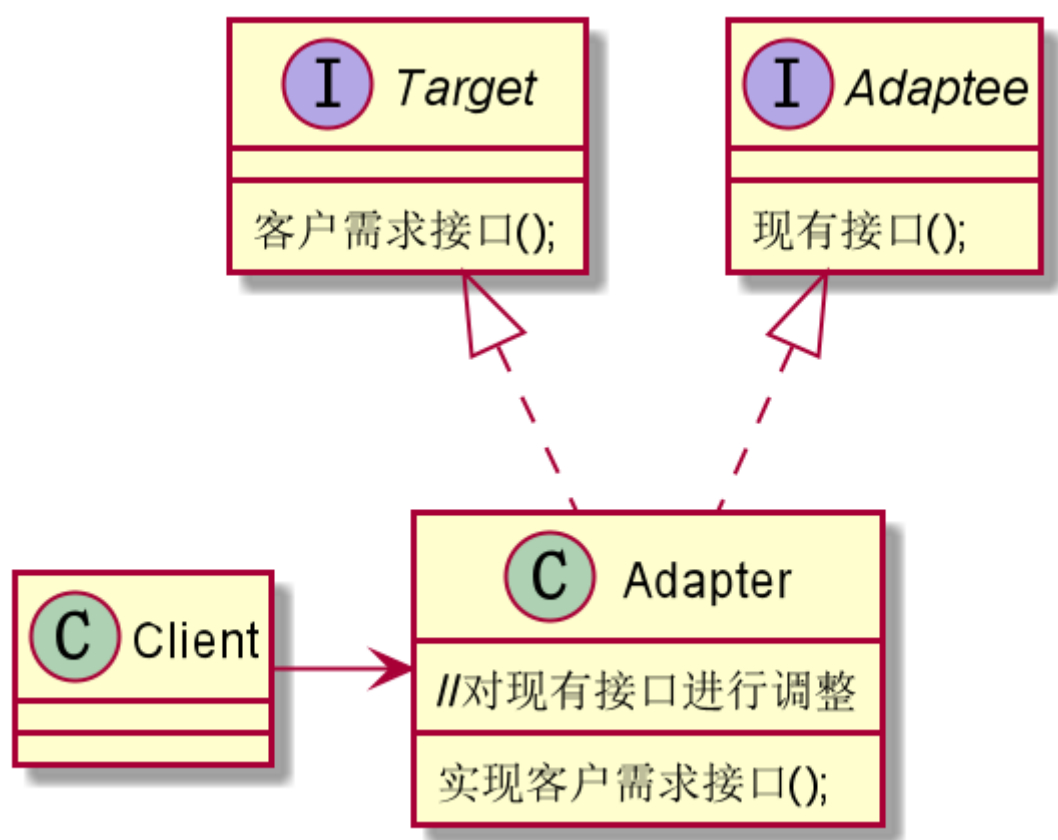 I Target
客户需求接口();
I Adaptee
现有接口();
C Client
C Adapter
//对现有接口进行调整
实现客户需求接口();